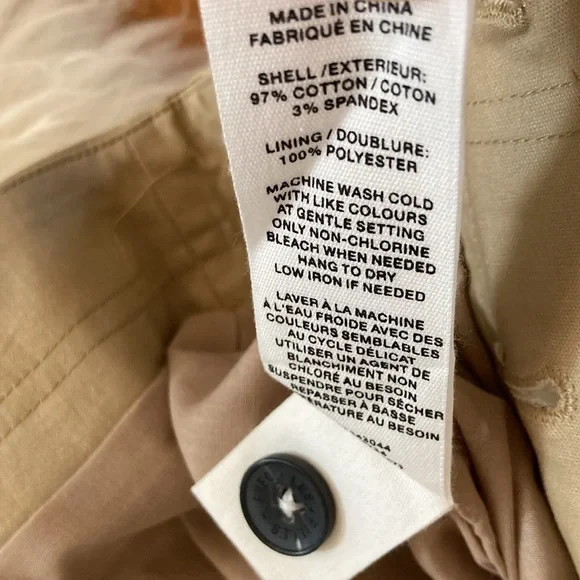 MADE IN CHINA
FABRIQUÉ EN CHINE
SHELL/EXTERIEUR:
97% COTTON/COTON
3% SPANDEX
LINING/DOUBLURE:
100% POLYESTER
MACHINE WASH COLD
WITH LIKE COLOURS
AT GENTLE SETTING
ONLY NON-CHLORINE
BLEACH WHEN NEEDED
HANG TO DRY
LOW IRON IF NEEDED
LAVER À LA MACHINE
À L'EAU FROIDE AVEC DES
COULEURS SEMBLABLES
AU CYCLE DÉLICAT
UTILISER UN AGENT DE
BLANCHIMENT NON
CHLORÉ AU BESOIN
SUSPENDRE POUR SÉCHER
REPASSER À BASSE
TEMPÉRATURE AU BESOIN